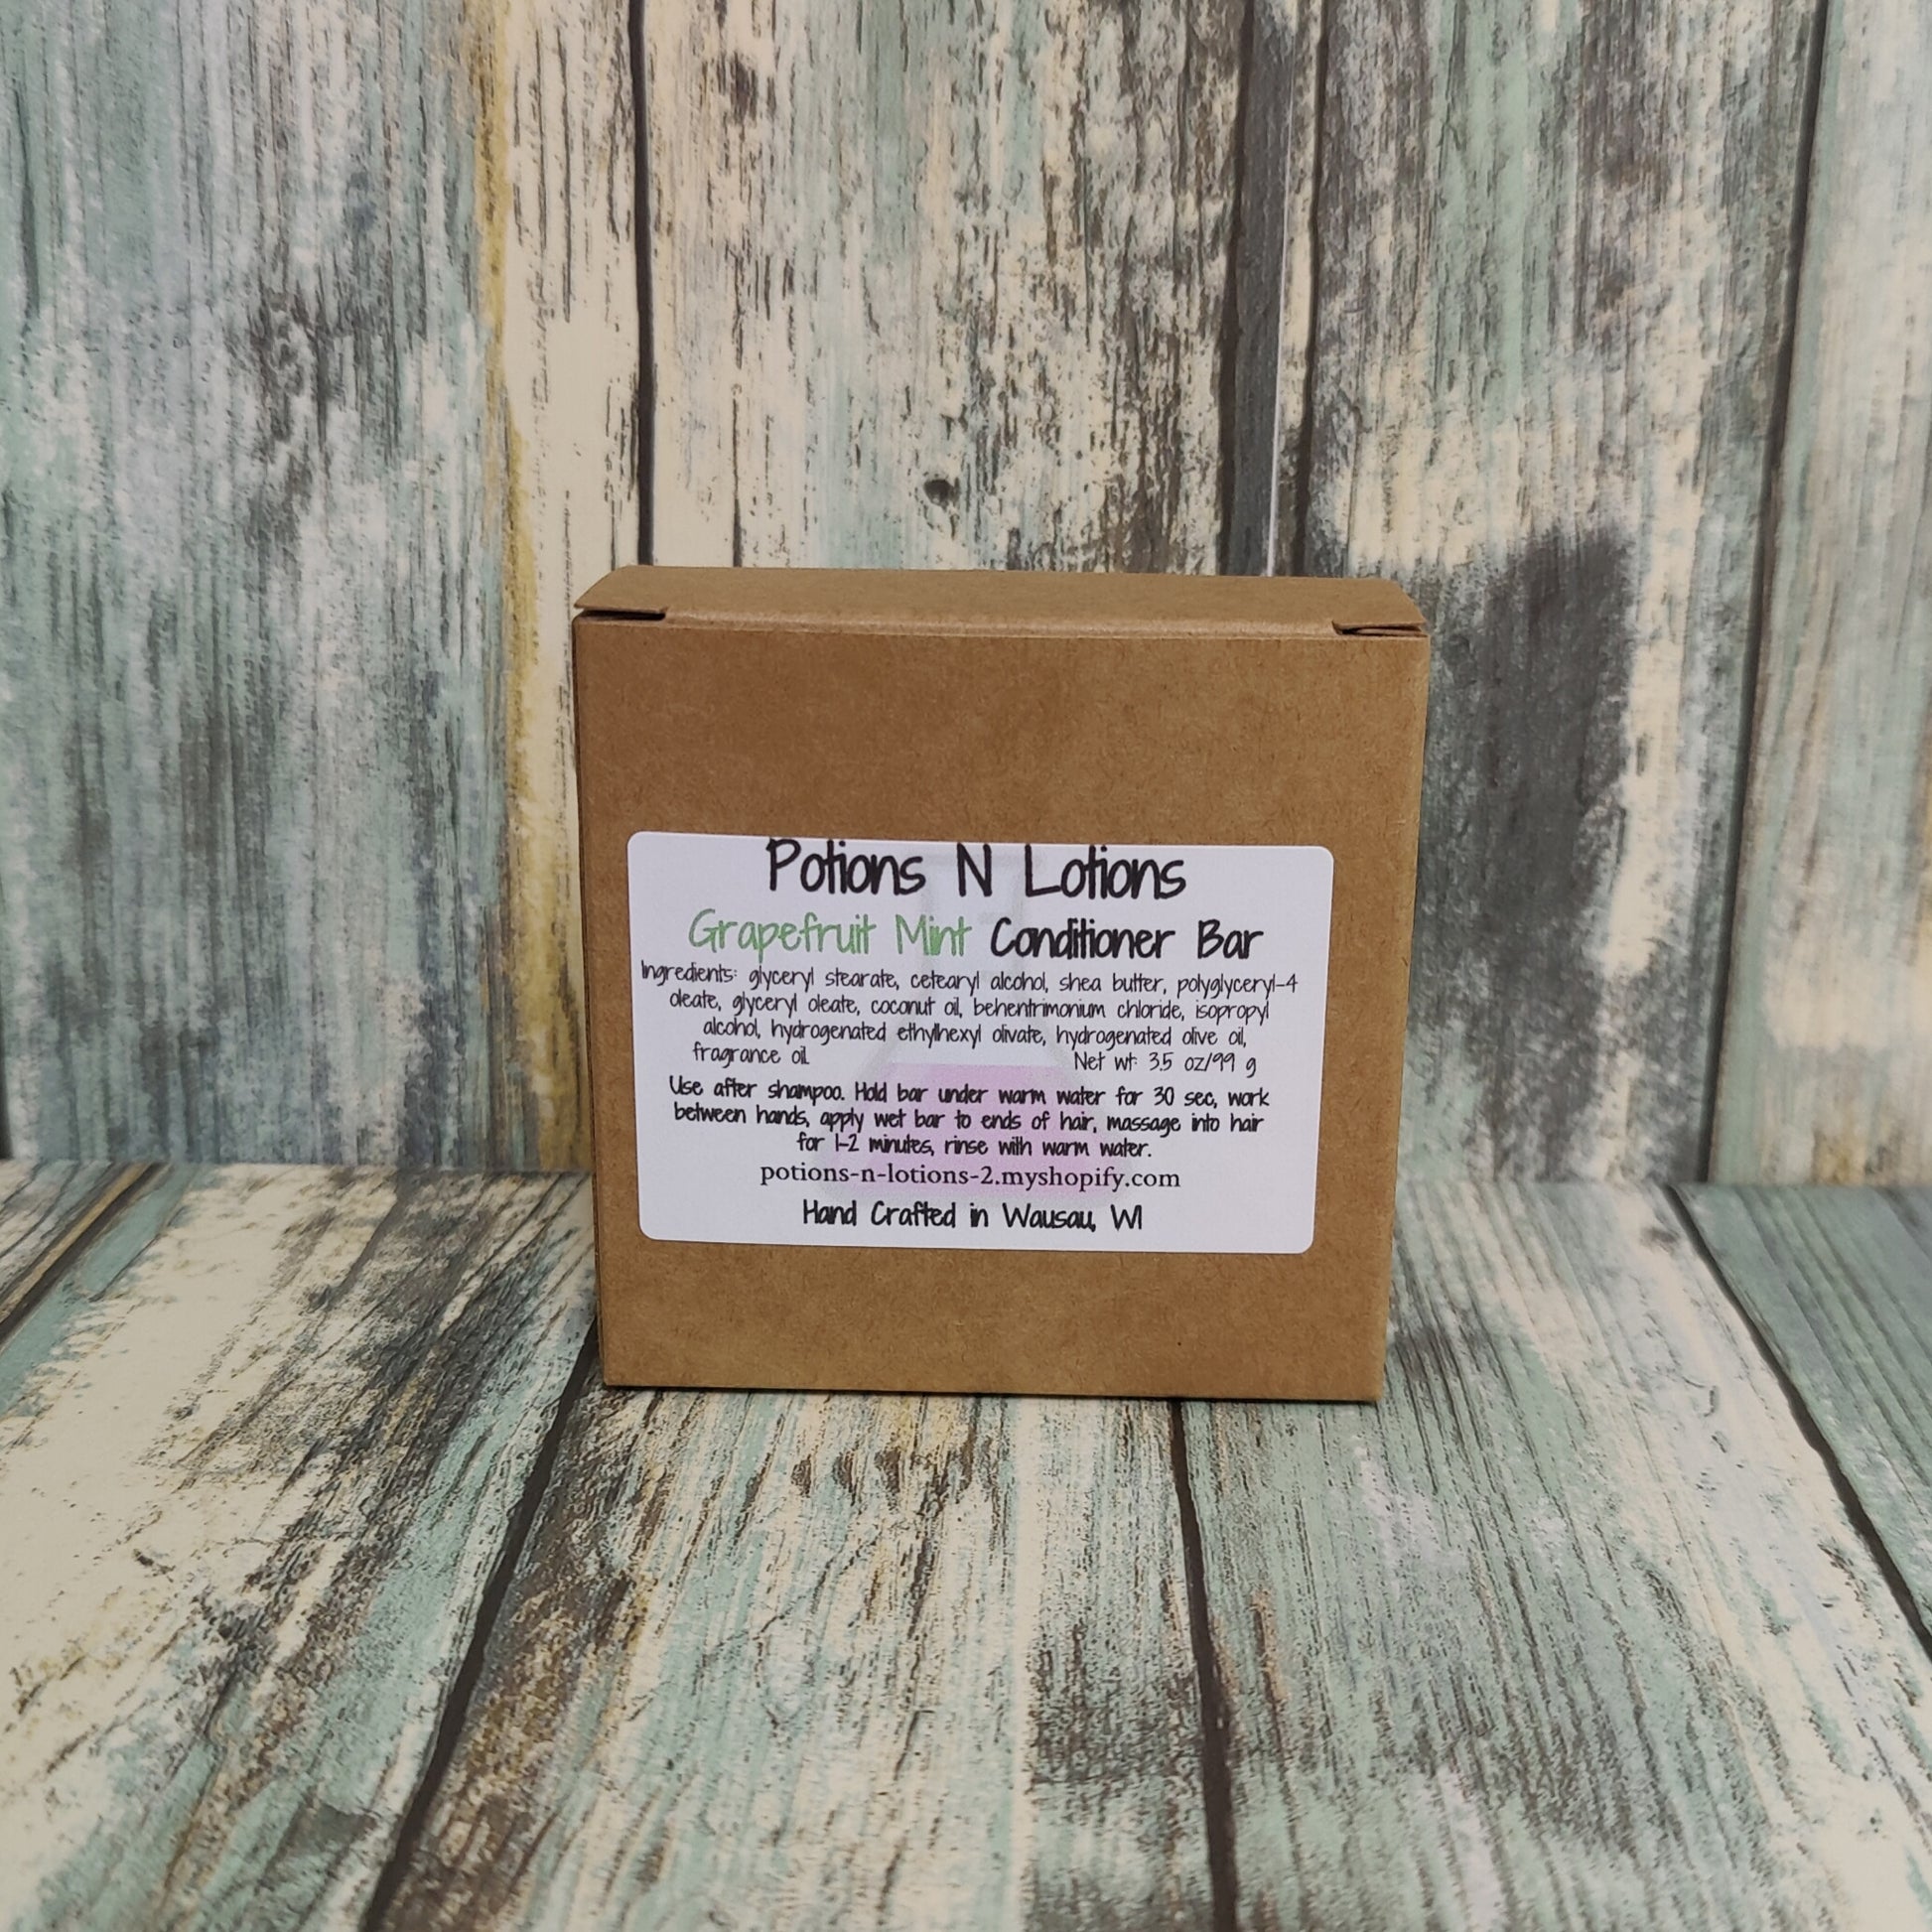 Potions N Lotions
Grapefruit Mint Conditioner Bar
Ingredients: glyceryl stearate, cetearyl alcohol, shea butter, polyglyceryl-4
oleate, glyceryl oleate, coconut oil, behentrimonium chloride, isopropyl
alcohol, hydrogenated ethylhexyl olivate, hydrogenated olive oil,
fragrance oil. Net wt: 3.5 oz/99 g
Use after shampoo. Hold bar under warm water for 30 sec, work
between hands, apply wet bar to ends of hair, massage into hair
for 1-2 minutes, rinse with warm water.
potions-n-lotions-2.myshopify.com
Hand Crafted in Wausau, WI